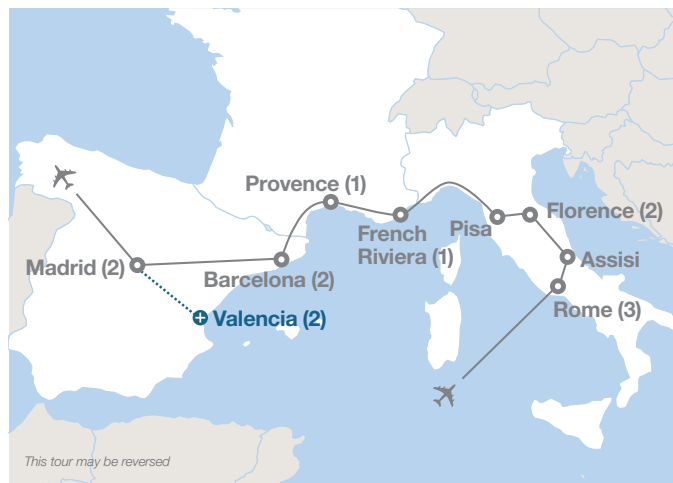 Provence (1)
Florence (2)
Pisa
French
Riviera (1)
Assisi
Madrid (2)
Barcelona (2)
Rome (3)
Valencia (2)
This tour may be reversed